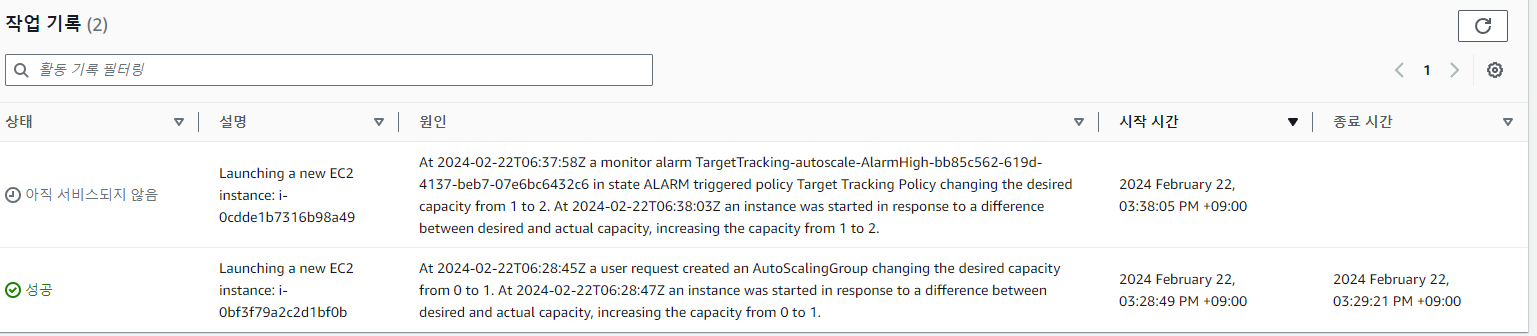 작업 기록 (2)
활동 기록 필터링
1
상태 설명 원인 시작 시간 종료 시간
아직 서비스되지 않음
Launching a new EC2
instance: i-
0cdde1b7316b98a49
At 2024-02-22T06:37:58Z a monitor alarm TargetTracking-autoscale-AlarmHigh-bb85c562-619d-
4137-beb7-07e6bc6432c6 in state ALARM triggered policy Target Tracking Policy changing the desired
capacity from 1 to 2. At 2024-02-22T06:38:03Z an instance was started in response to a difference
between desired and actual capacity, increasing the capacity from 1 to 2.
2024 February 22,
03:38:05 PM +09:00
성공
Launching a new EC2
instance: i-
0bf3f79a2c2d1bf0b
At 2024-02-22T06:28:45Z a user request created an AutoScalingGroup changing the desired capacity
from 0 to 1. At 2024-02-22T06:28:47Z an instance was started in response to a difference between
desired and actual capacity, increasing the capacity from 0 to 1.
2024 February 22,
03:28:49 PM +09:00
2024 February 22,
03:29:21 PM +09:00